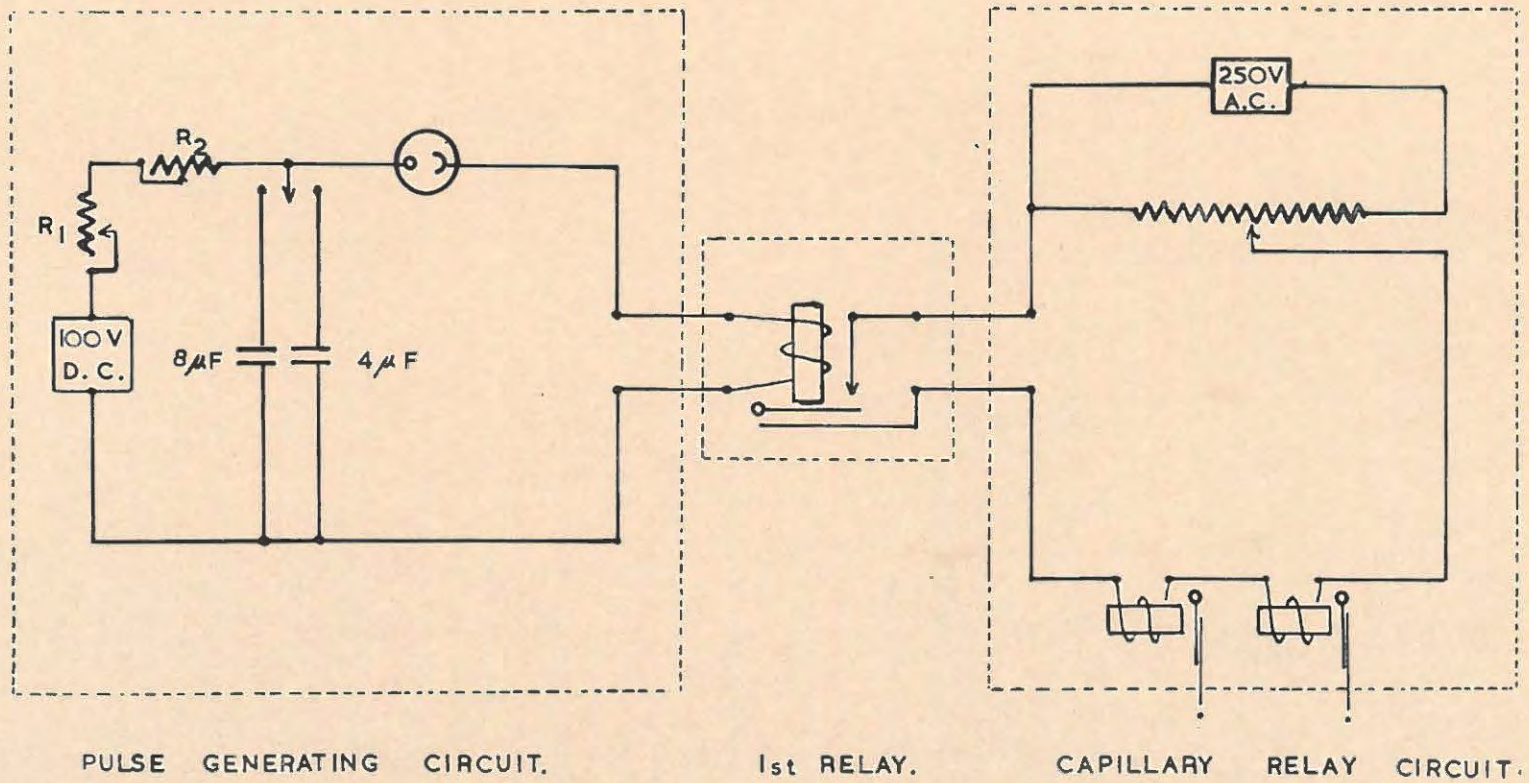 250V
A.C.
R2
R1
100V
D.C.
8μF
4μF
PULSE GENERATING CIRCUIT.
1st RELAY.
CAPILLARY RELAY CIRCUIT.